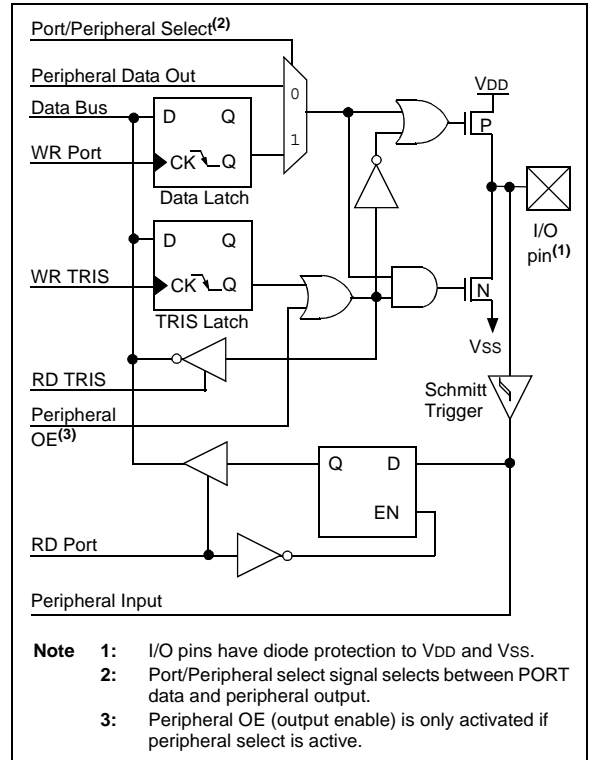 Port/Peripheral Select(2)
Peripheral Data Out
Data Bus
WR Port
D Q
CK Q
Data Latch
0
1
VDD
P
I/O
pin(1)
WR TRIS
D Q
CK Q
TRIS Latch
N
VSS
RD TRIS
Schmitt
Trigger
Peripheral
OE(3)
Q D
EN
RD Port
Peripheral Input
Note 1: I/O pins have diode protection to VDD and VSS.
2: Port/Peripheral select signal selects between PORT
data and peripheral output.
3: Peripheral OE (output enable) is only activated if
peripheral select is active.